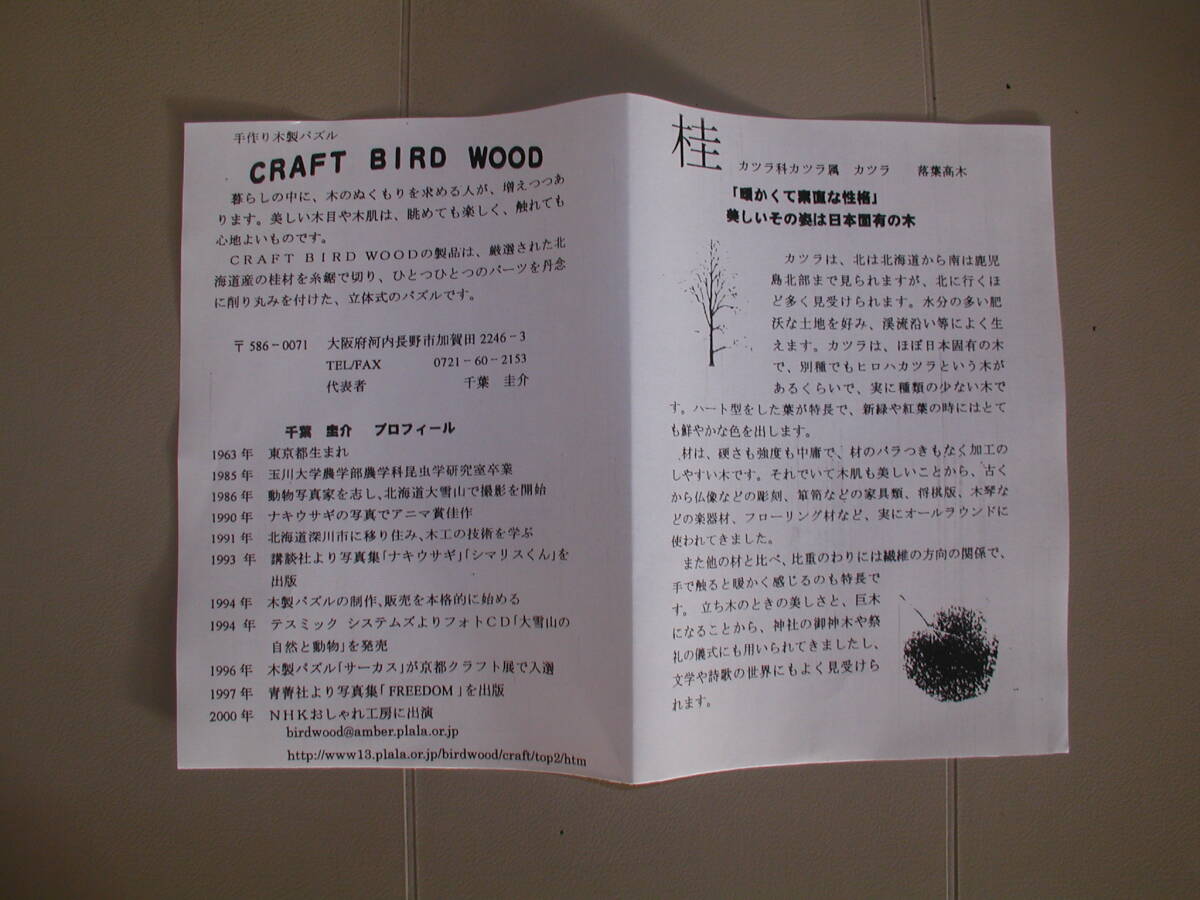 手作り木製パズル
CRAFT BIRD WOOD
暮らしの中に、木のぬくもりを求める人が、増えつつあ
ります。美しい木目や木肌は、眺めても楽しく、触れても
心地よいものです。
CRAFT BIRD WOODの製品は、厳選された北
海道産の桂材を糸鋸で切り、ひとつひとつのパーツを丹念
に削り丸みを付けた、立体式のパズルです。
〒586-0071 大阪府河内長野市加賀田2246-3
TEL/FAX 0721-60-2153
代表者 千葉 圭介
千葉 圭介 プロフィール
1963年 東京都生まれ
1985年 玉川大学農学部農学科昆虫学研究室卒業
1986年 動物写真家を志し、北海道大雪山で撮影を開始
1990年 ナキウサギの写真でアニマ賞佳作
1991年 北海道深川市に移り住み、木工の技術を学ぶ
1993年 講談社より写真集「ナキウサギ」「シマリスくん」を
出版
1994年 木製パズルの制作、販売を本格的に始める
1994年 テスミック システムズよりフォトCD「大雪山の
自然と動物」を発売
1996年 木製パズル「サーカス」が京都クラフト展で入選
1997年 青菁社より写真集「FREEDOM」を出版
2000年 NHKおしゃれ工房に出演
birdwood@amber.plala.or.jp
http://www13.plala.or.jp/birdwood/craft/top2/htm
桂 カツラ科カツラ属 カツラ 落葉高木
「暖かくて素直な性格」
美しいその姿は日本固有の木
カツラは、北は北海道から南は鹿児
島北部まで見られますが、北に行くほ
ど多く見受けられます。水分の多い肥
沃な土地を好み、渓流沿い等によく生
えます。カツラは、ほぼ日本固有の木
で、別種でもヒロハカツラという木が
あるくらいで、実に種類の少ない木で
す。ハート型をした葉が特長で、新緑や紅葉の時にはとて
も鮮やかな色を出します。
材は、硬さも強度も中庸で、材のバラつきもなく加工の
しやすい木です。それでいて木肌も美しいことから、古く
から仏像などの彫刻、箪笥などの家具類、将棋版、木琴な
どの楽器材、フローリング材など、実にオールラウンドに
使われてきました。
また他の材と比べ、比重のわりには繊維の方向の関係で、
手で触ると暖かく感じるのも特長で
す。立ち木のときの美しさと、巨木
になることから、神社の御神木や祭
礼の儀式にも用いられてきましたし、
文学や詩歌の世界にもよく見受けら
れます。